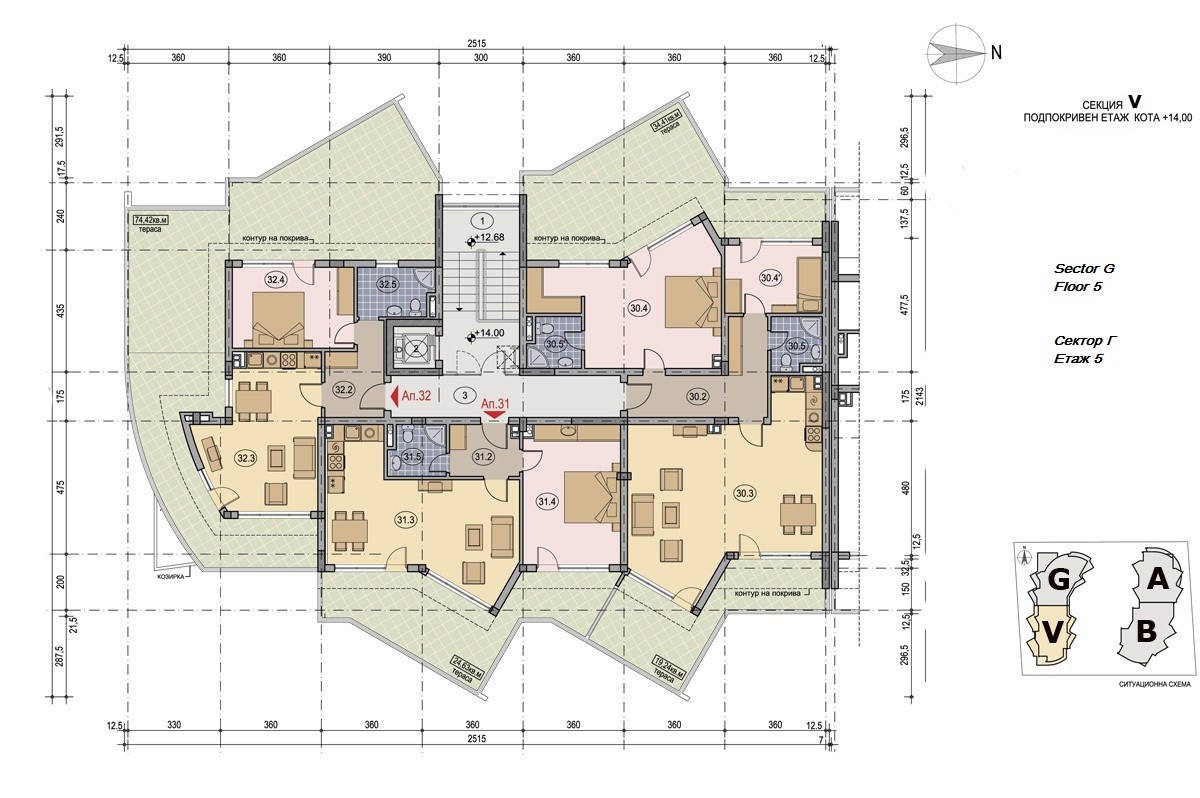 2515
12.5 360 360 390 300 360 360 360 12.5
N
СЕКЦИЯ V
ПОДПОКРИВЕН ЕТАЖ КОТА +14,00
291,5
17,5
240
435
175
475
200
21,5
287,5
296,5
12,5
60
137,5
477,5
175
2143
480
12,5
32,5
150
12,5
296,5
34,41кв.м
тераса
74,42кв.м
тераса
контур на покрива
контур на покрива
1
+12.68
32.4
32.5
30.4
30.4'
+14.00
2
30.5'
30.5
32.2
Ап.32
3
Ап.31
30.2
32.3
31.5
31.2
31.4
31.3
30.3
КОЗИРКА
контур на покрива
24,63кв.м
тераса
19,24кв.м
тераса
12.5 330 360 360 360 360 360 360 12.5
2515
7
Sector G
Floor 5
Сектор Г
Етаж 5
N
G
A
V
B
СИТУАЦИОННА СХЕМА